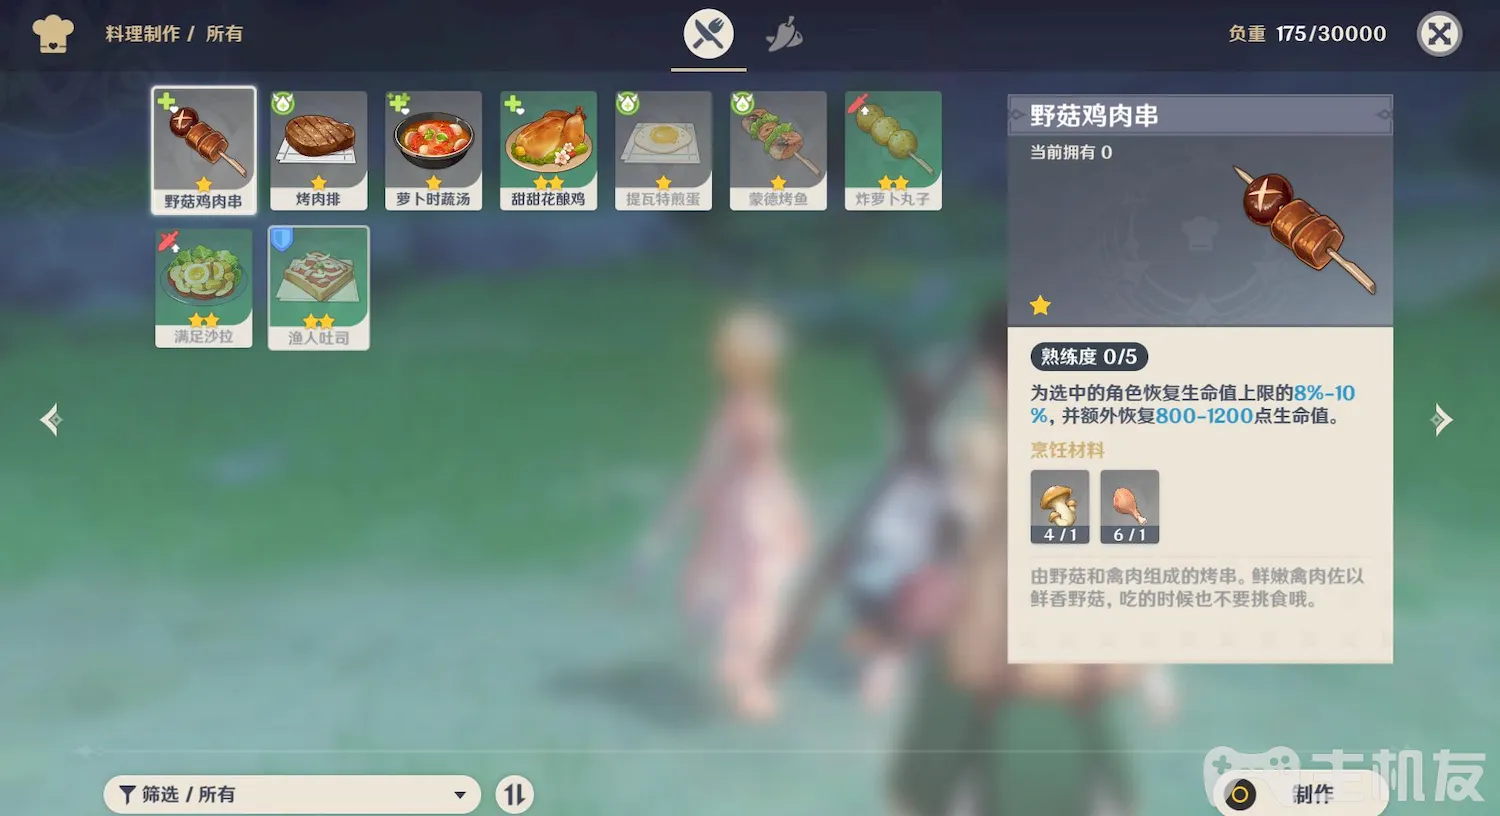 料理制作 / 所有
负重 175/30000
野菇鸡肉串
烤肉排
萝卜时蔬汤
甜甜花酿鸡
提瓦特煎蛋
蒙德烤鱼
炸萝卜丸子
满足沙拉
渔人吐司
野菇鸡肉串
当前拥有 0
熟练度 0/5
为选中的角色恢复生命值上限的8%-10
%，并额外恢复800-1200点生命值。
烹饪材料
4/1
6/1
由野菇和禽肉组成的烤串。鲜嫩禽肉佐以
鲜香野菇，吃的时候也不要挑食哦。
筛选 / 所有
制作
手机友